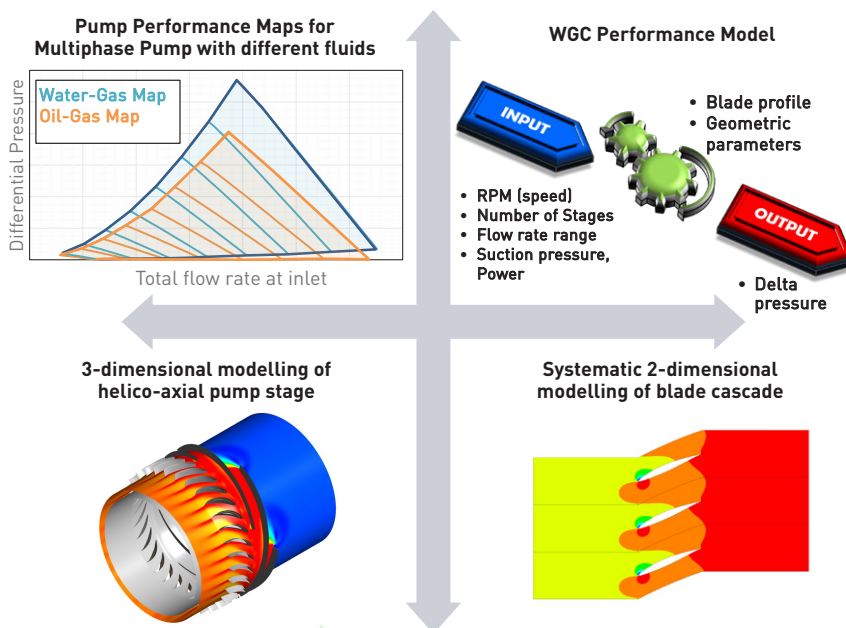 Pump Performance Maps for
Multiphase Pump with different fluids
Water-Gas Map
Oil-Gas Map
Differential Pressure
Total flow rate at inlet
WGC Performance Model
INPUT
• Blade profile
• Geometric
parameters
• RPM (speed)
• Number of Stages
• Flow rate range
• Suction pressure,
Power
OUTPUT
• Delta
pressure
3-dimensional modelling of
helico-axial pump stage
Systematic 2-dimensional
modelling of blade cascade